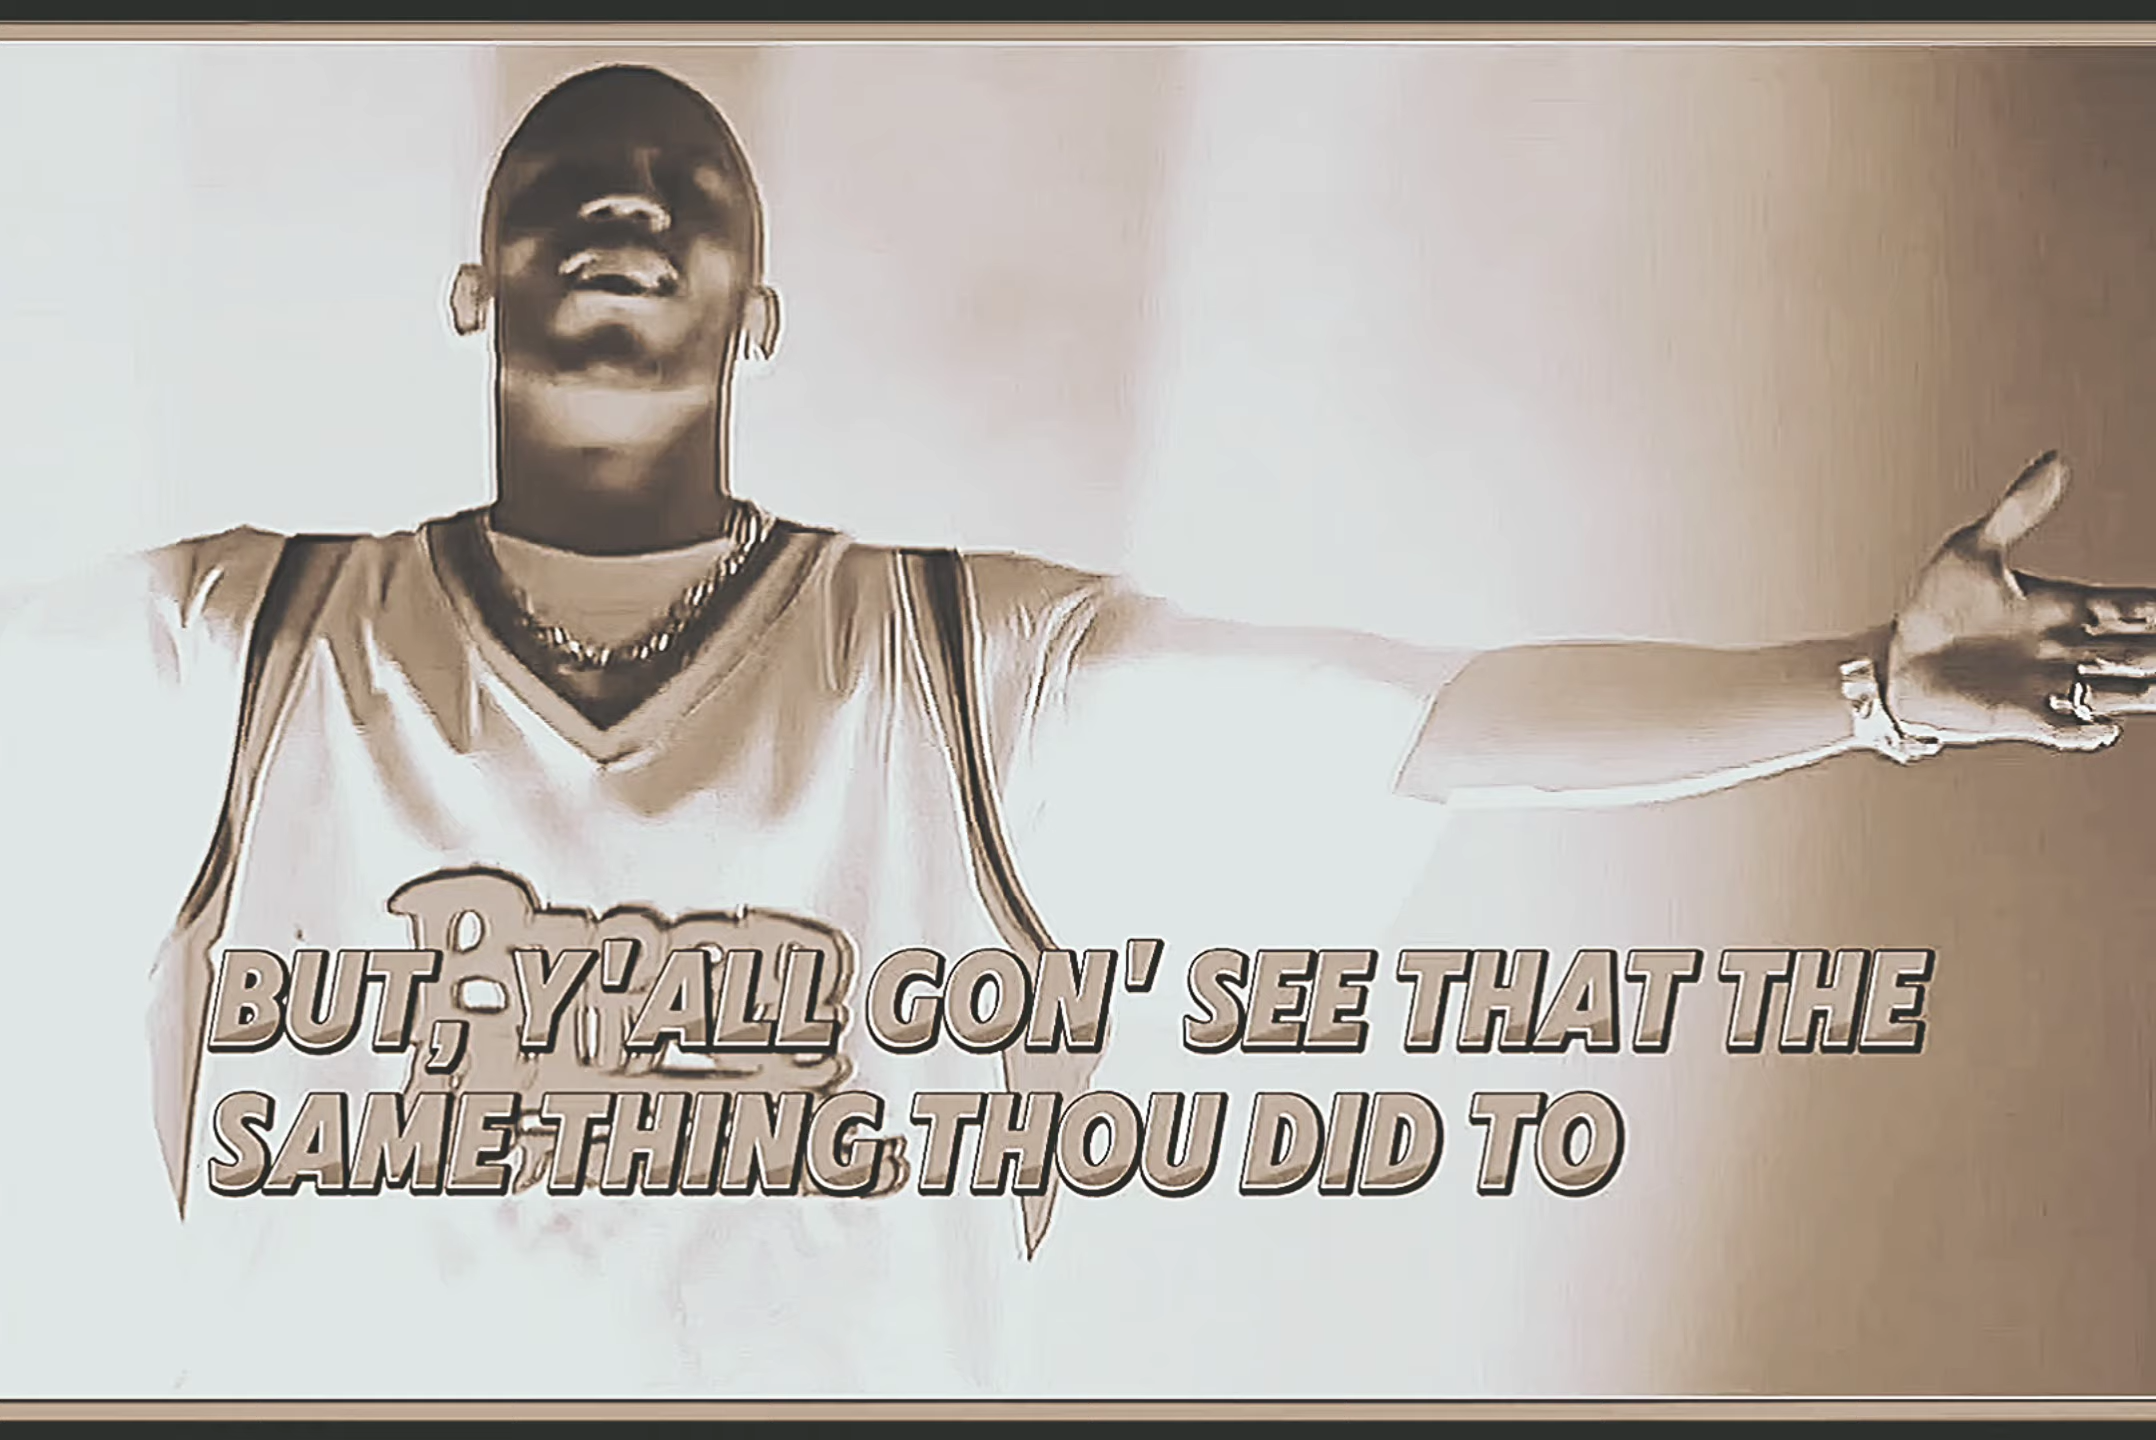 BUT, Y'ALL GON' SEE THAT THE
SAME THING THOU DID TO